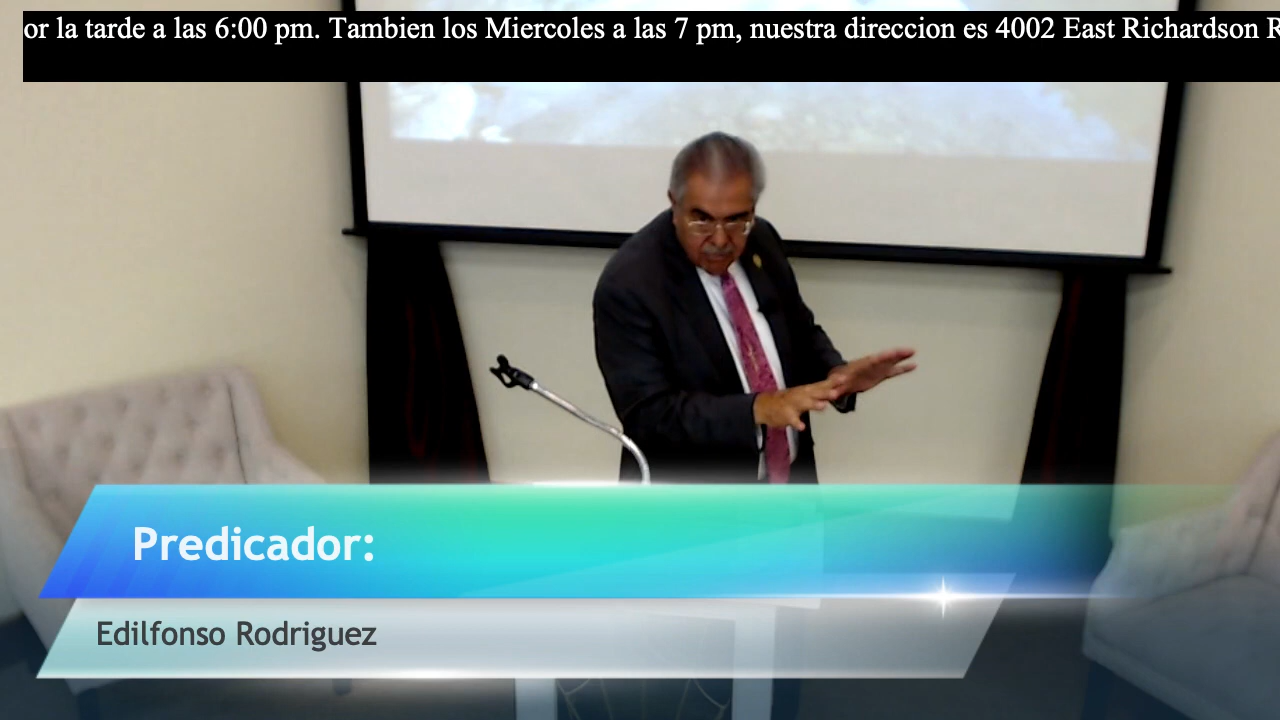 or la tarde a las 6:00 pm. Tambien los Miercoles a las 7 pm, nuestra direccion es 4002 East Richardson
Predicador:
Edilfonso Rodriguez